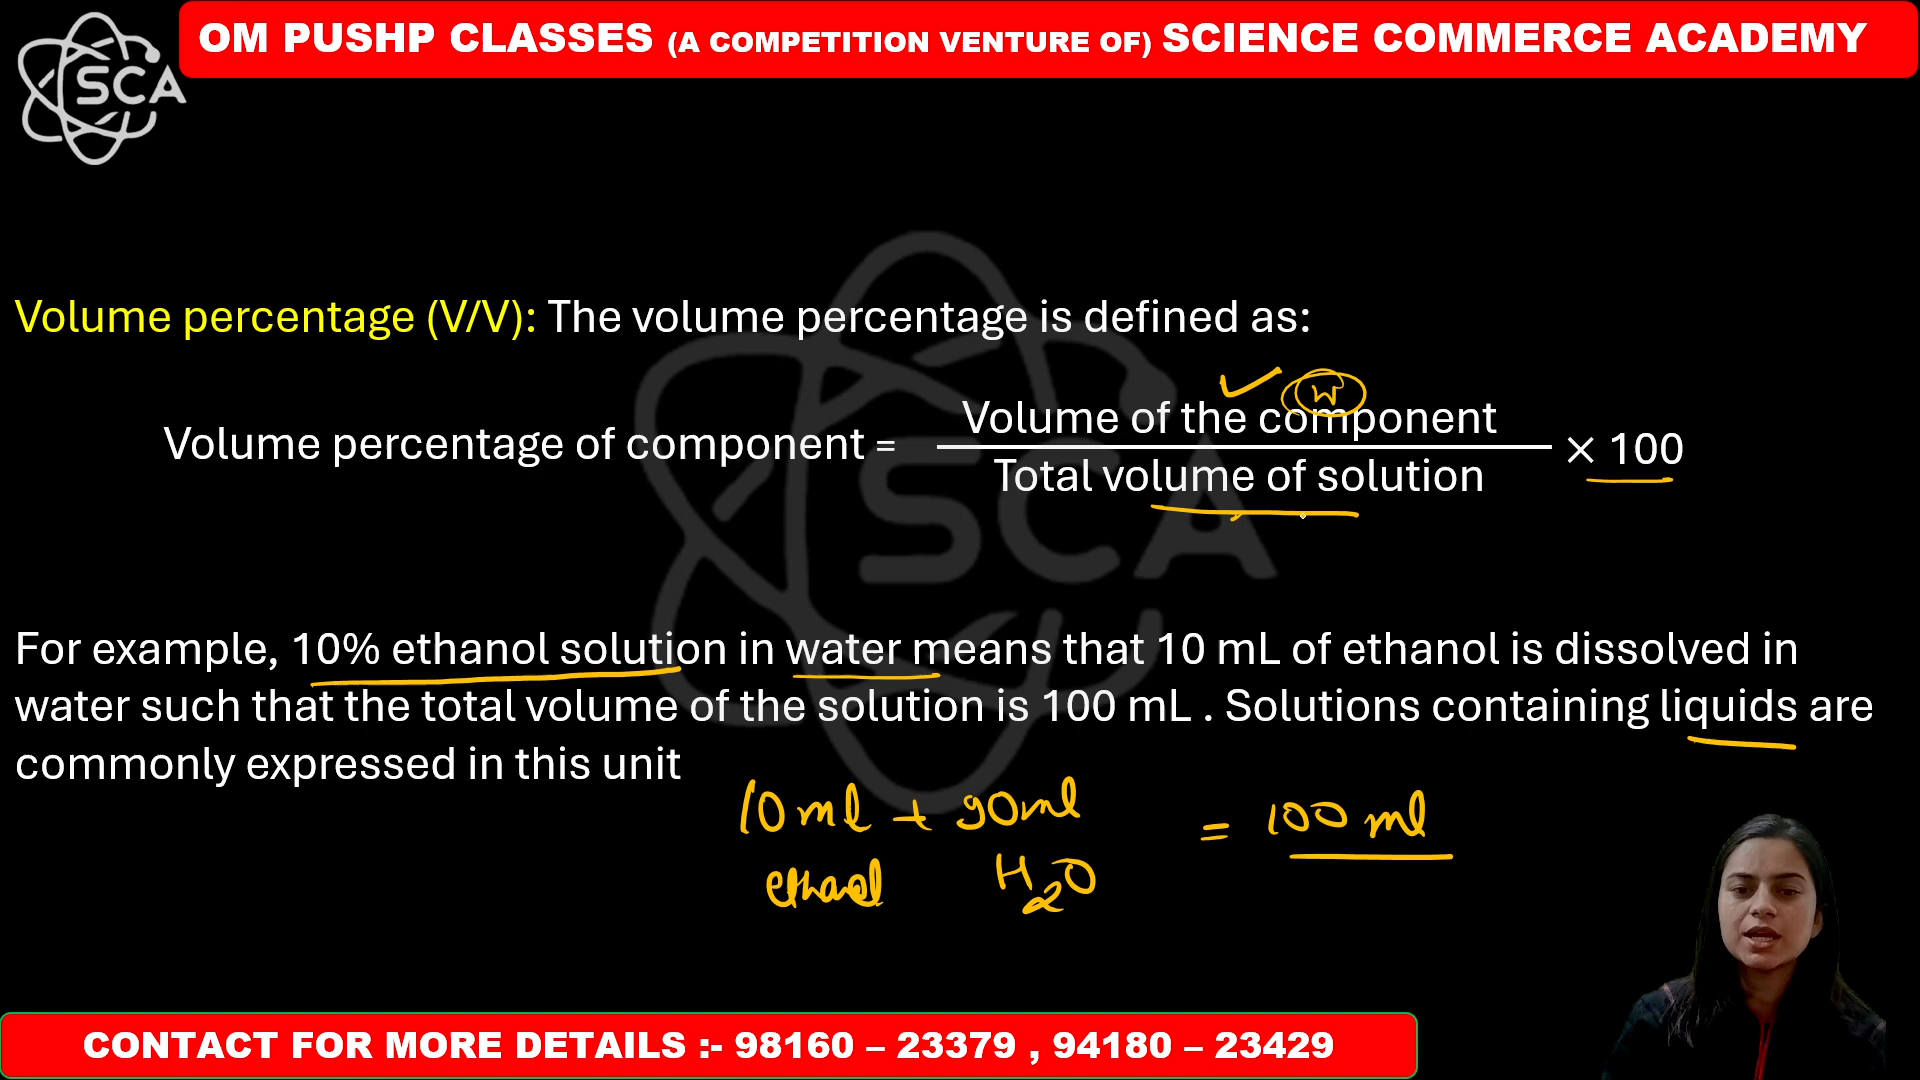 OM PUSHP CLASSES (A COMPETITION VENTURE OF) SCIENCE COMMERCE ACADEMY
SCA
Volume percentage (V/V): The volume percentage is defined as:
W
Volume percentage of component = Volume of the component
Total volume of solution
× 100
SCA
For example, 10% ethanol solution in water means that 10 mL of ethanol is dissolved in
water such that the total volume of the solution is 100 mL . Solutions containing liquids are
commonly expressed in this unit
10ml + 90ml = 100 ml
ethanol H2O
CONTACT FOR MORE DETAILS :- 98160 – 23379 , 94180 – 23429